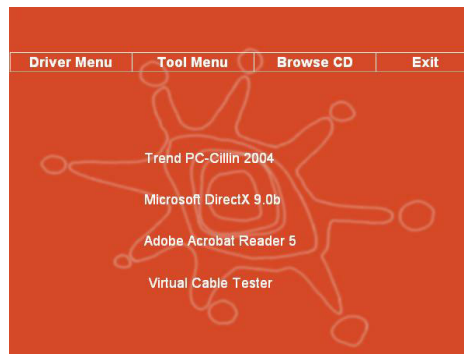 Driver Menu Tool Menu Browse CD Exit
Trend PC-Cillin 2004
Microsoft DirectX 9.0b
Adobe Acrobat Reader 5
Virtual Cable Tester